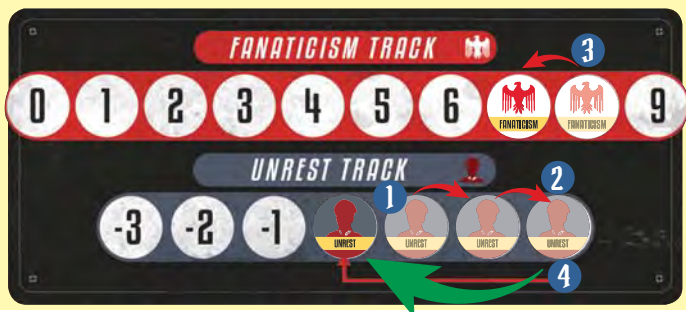 FANATICISM TRACK
3
0 1 2 3 4 5 6 FANATICISM FANATICISM 9
UNREST TRACK
1 2
-3 -2 -1 UNREST UNREST UNREST UNREST
4